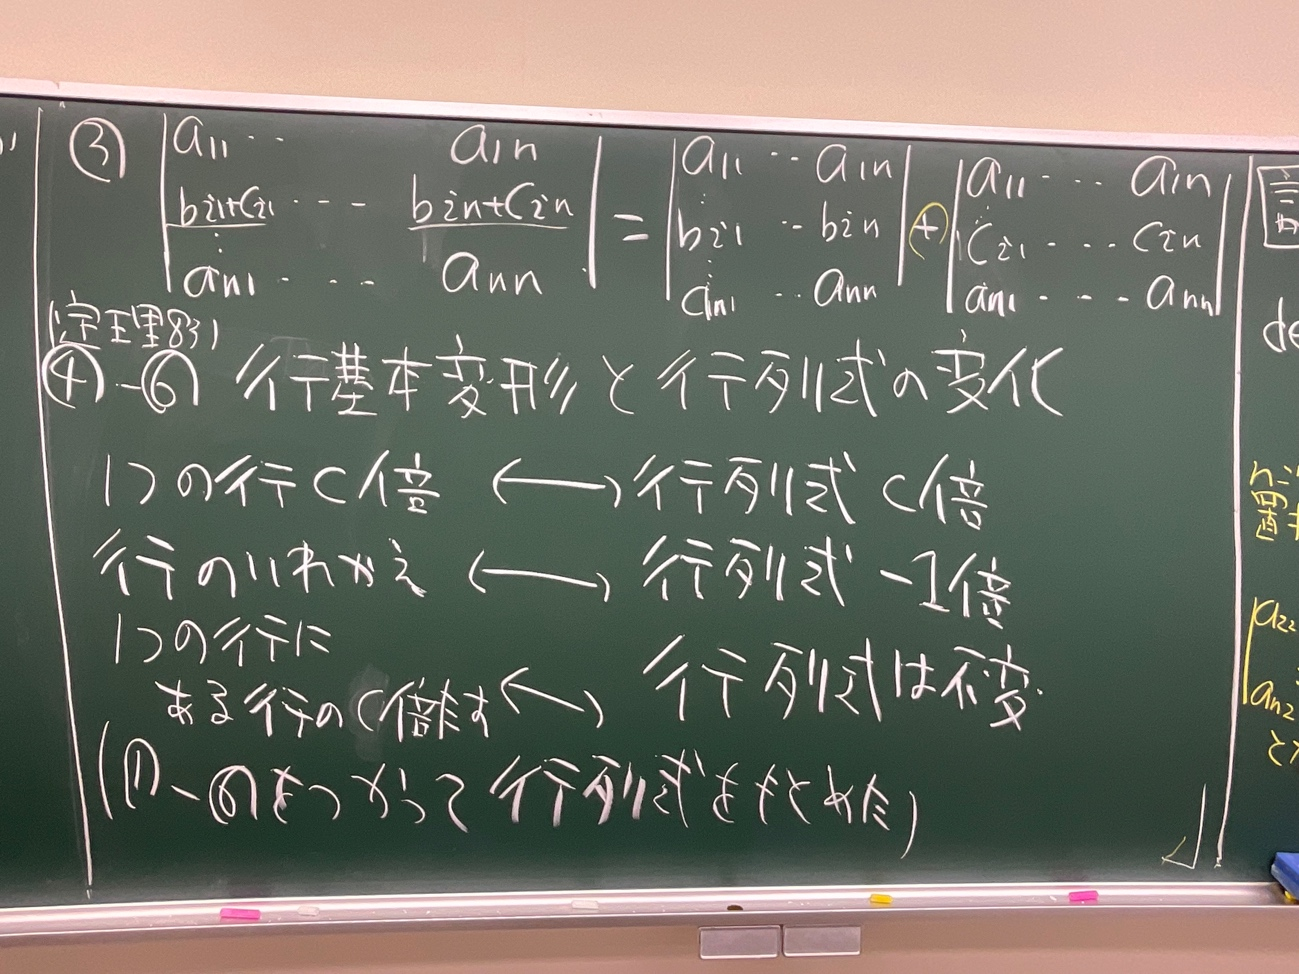 ③ |a11 ‥ a1n| = |a11 ‥ a1n| + |a11 ‥‥ a1n|
|bi1+ci1 ‥‥ bin+cin| |bi1 ‥ bin| |ci1 ‥‥ cin|
|an1 ‥‥ ann| |an1 ‥ ann| |an1 ‥‥ ann|
(定理8.3)
④-⑥ 行基本変形と行列式の変化
1つの行C倍 ⟷ 行列式C倍
行のいれかえ ⟷ 行列式-1倍
1つの行に
ある行のC倍たす ⟷ 行列式は不変
(①~⑥をつかって行列式をもとめた)
de
置
a22
an2
と